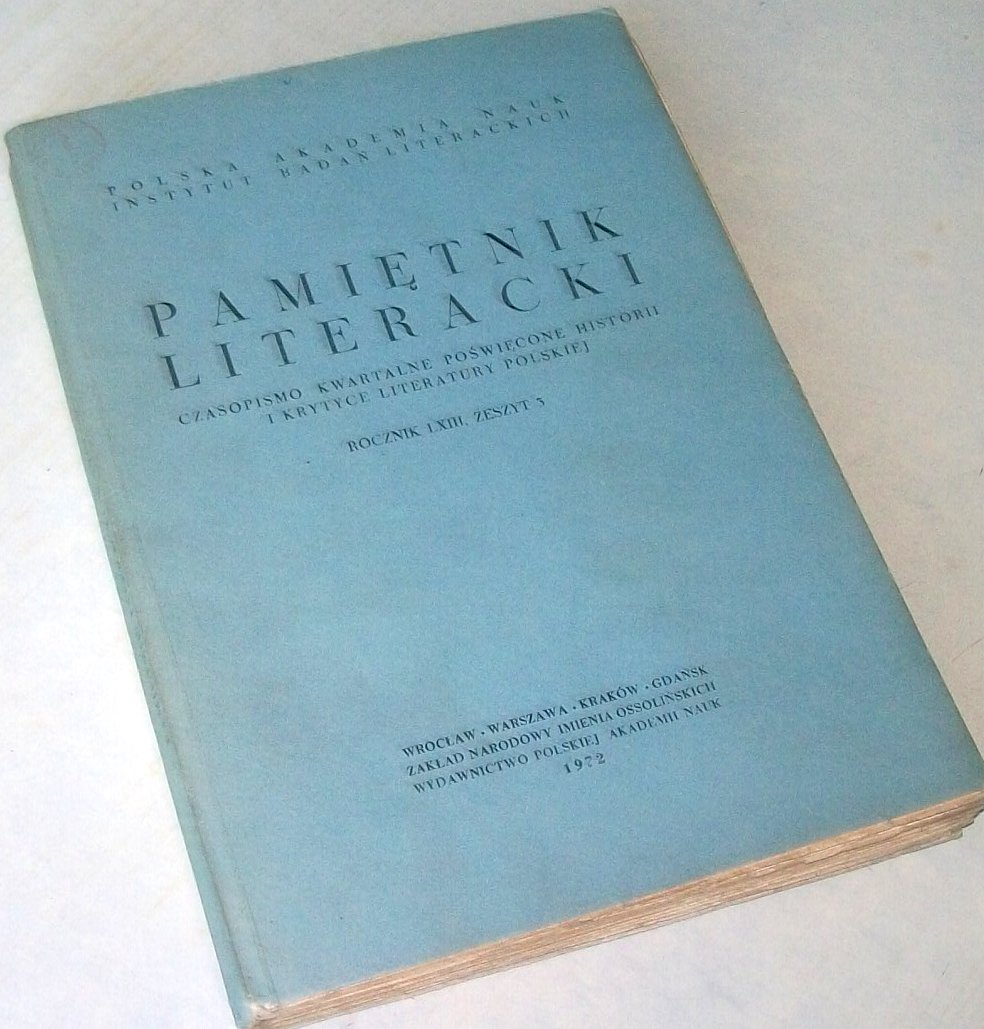 POLSKA AKADEMIA NAUK
INSTYTUT BADAŃ LITERACKICH
PAMIĘTNIK
LITERACKI
CZASOPISMO KWARTALNE POŚWIĘCONE HISTORII
I KRYTYCE LITERATURY POLSKIEJ
ROCZNIK LXIII, ZESZYT 3
WROCŁAW · WARSZAWA · KRAKÓW · GDAŃSK
ZAKŁAD NARODOWY IMIENIA OSSOLIŃSKICH
WYDAWNICTWO POLSKIEJ AKADEMII NAUK
1972